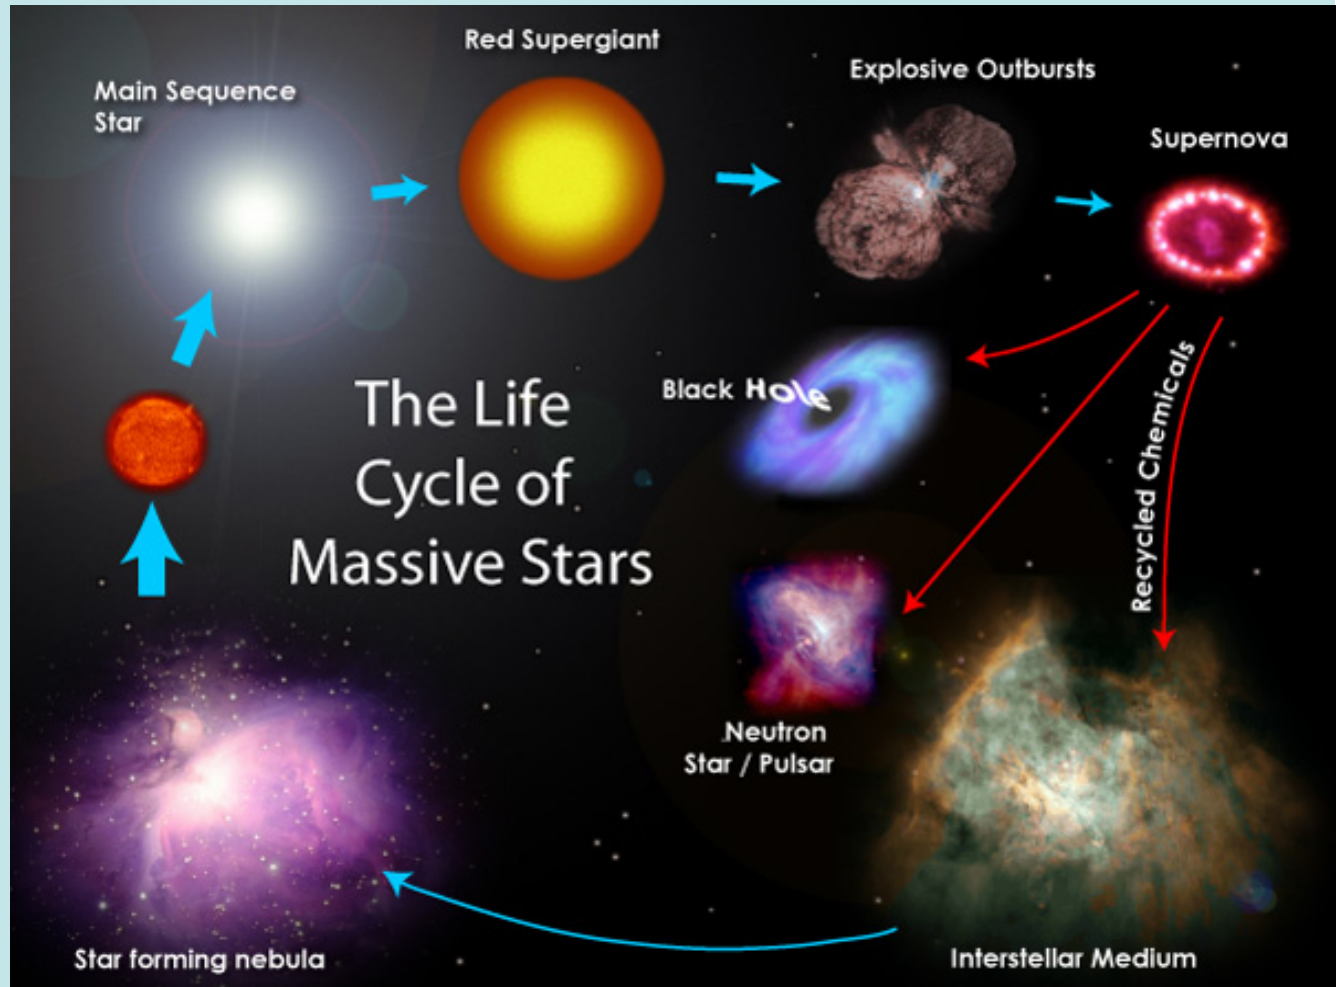 Red Supergiant
Explosive Outbursts
Main Sequence
Star
Supernova
The Life
Cycle of
Massive Stars
Black Hole
Recycled Chemicals
Neutron
Star / Pulsar
Star forming nebula
Interstellar Medium